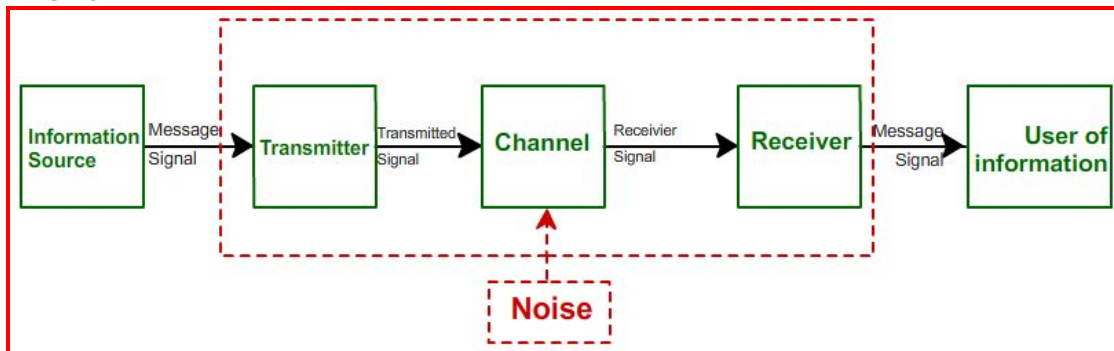 Information
Source
Message
Signal
Transmitter
Transmitted
Signal
Channel
Receivier
Signal
Receiver
Message
Signal
User of
information
Noise